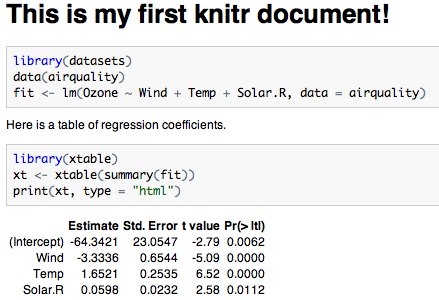 This is my first knitr document!
library(datasets)
data(airquality)
fit <- lm(Ozone ~ Wind + Temp + Solar.R, data = airquality)
Here is a table of regression coefficients.
library(xtable)
xt <- xtable(summary(fit))
print(xt, type = "html")
Estimate Std. Error t value Pr(>|t|)
(Intercept) -64.3421 23.0547 -2.79 0.0062
Wind -3.3336 0.6544 -5.09 0.0000
Temp 1.6521 0.2535 6.52 0.0000
Solar.R 0.0598 0.0232 2.58 0.0112